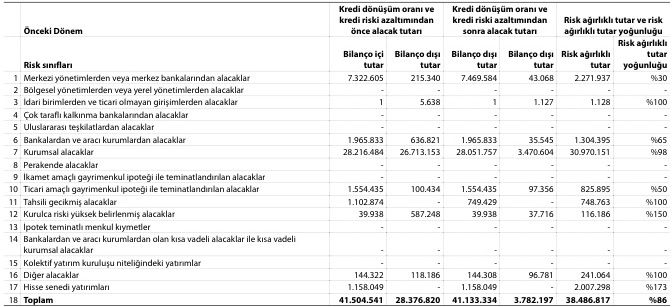 Önceki Dönem
Kredi dönüşüm oranı ve kredi riski azaltımından önce alacak tutarı
Kredi dönüşüm oranı ve kredi riski azaltımından sonra alacak tutarı
Risk ağırlıklı tutar ve risk ağırlıklı tutar yoğunluğu
Risk sınıfları Bilanço içi tutar Bilanço dışı tutar Bilanço dışı tutar Bilanço dışı tutar Risk ağırlıklı tutar Risk ağırlıklı tutar yoğunluğu
1 Merkezi yönetimlerden veya merkez bankalarından alacaklar 7.322.605 215.340 7.469.584 43.068 2.271.937 %30
2 Bölgesel yönetimlerden veya yerel yönetimlerden alacaklar - - - - - -
3 İdari birimlerden ve ticari olmayan girişimlerden alacaklar 1 5.638 1 1.127 1.128 %100
4 Çok taraflı kalkınma bankalarından alacaklar - - - - - -
5 Uluslararası teşkilatlardan alacaklar - - - - - -
6 Bankalardan ve aracı kurumlardan alacaklar 1.965.833 636.821 1.965.833 35.545 1.304.395 %65
7 Kurumsal alacaklar 28.216.484 26.713.153 28.051.757 3.470.604 30.970.151 %98
8 Perakende alacaklar - - - - - -
9 İkamet amaçlı gayrimenkul ipoteği ile teminatlandırılan alacaklar - - - - - -
10 Ticari amaçlı gayrimenkul ipoteği ile teminatlandırılan alacaklar 1.554.435 100.434 1.554.435 97.356 825.895 %50
11 Tahsili gecikmiş alacaklar 1.102.874 - 749.429 - 748.763 %100
12 Kurulca riski yüksek belirlenmiş alacaklar 39.938 587.248 39.938 37.716 116.186 %150
13 İpotek teminatlı menkul kıymetler - - - - - -
14 Bankalardan ve aracı kurumlardan olan kısa vadeli alacaklar ile kısa vadeli
kurumsal alacaklar - - - - - -
15 Kolektif yatırım kuruluşu niteliğindeki yatırımlar - - - - - -
16 Diğer alacaklar 144.322 118.186 144.308 96.781 241.064 %100
17 Hisse senedi yatırımları 1.158.049 - 1.158.049 - 2.007.298 %173
18 Toplam 41.504.541 28.376.820 41.133.334 3.782.197 38.486.817 %86